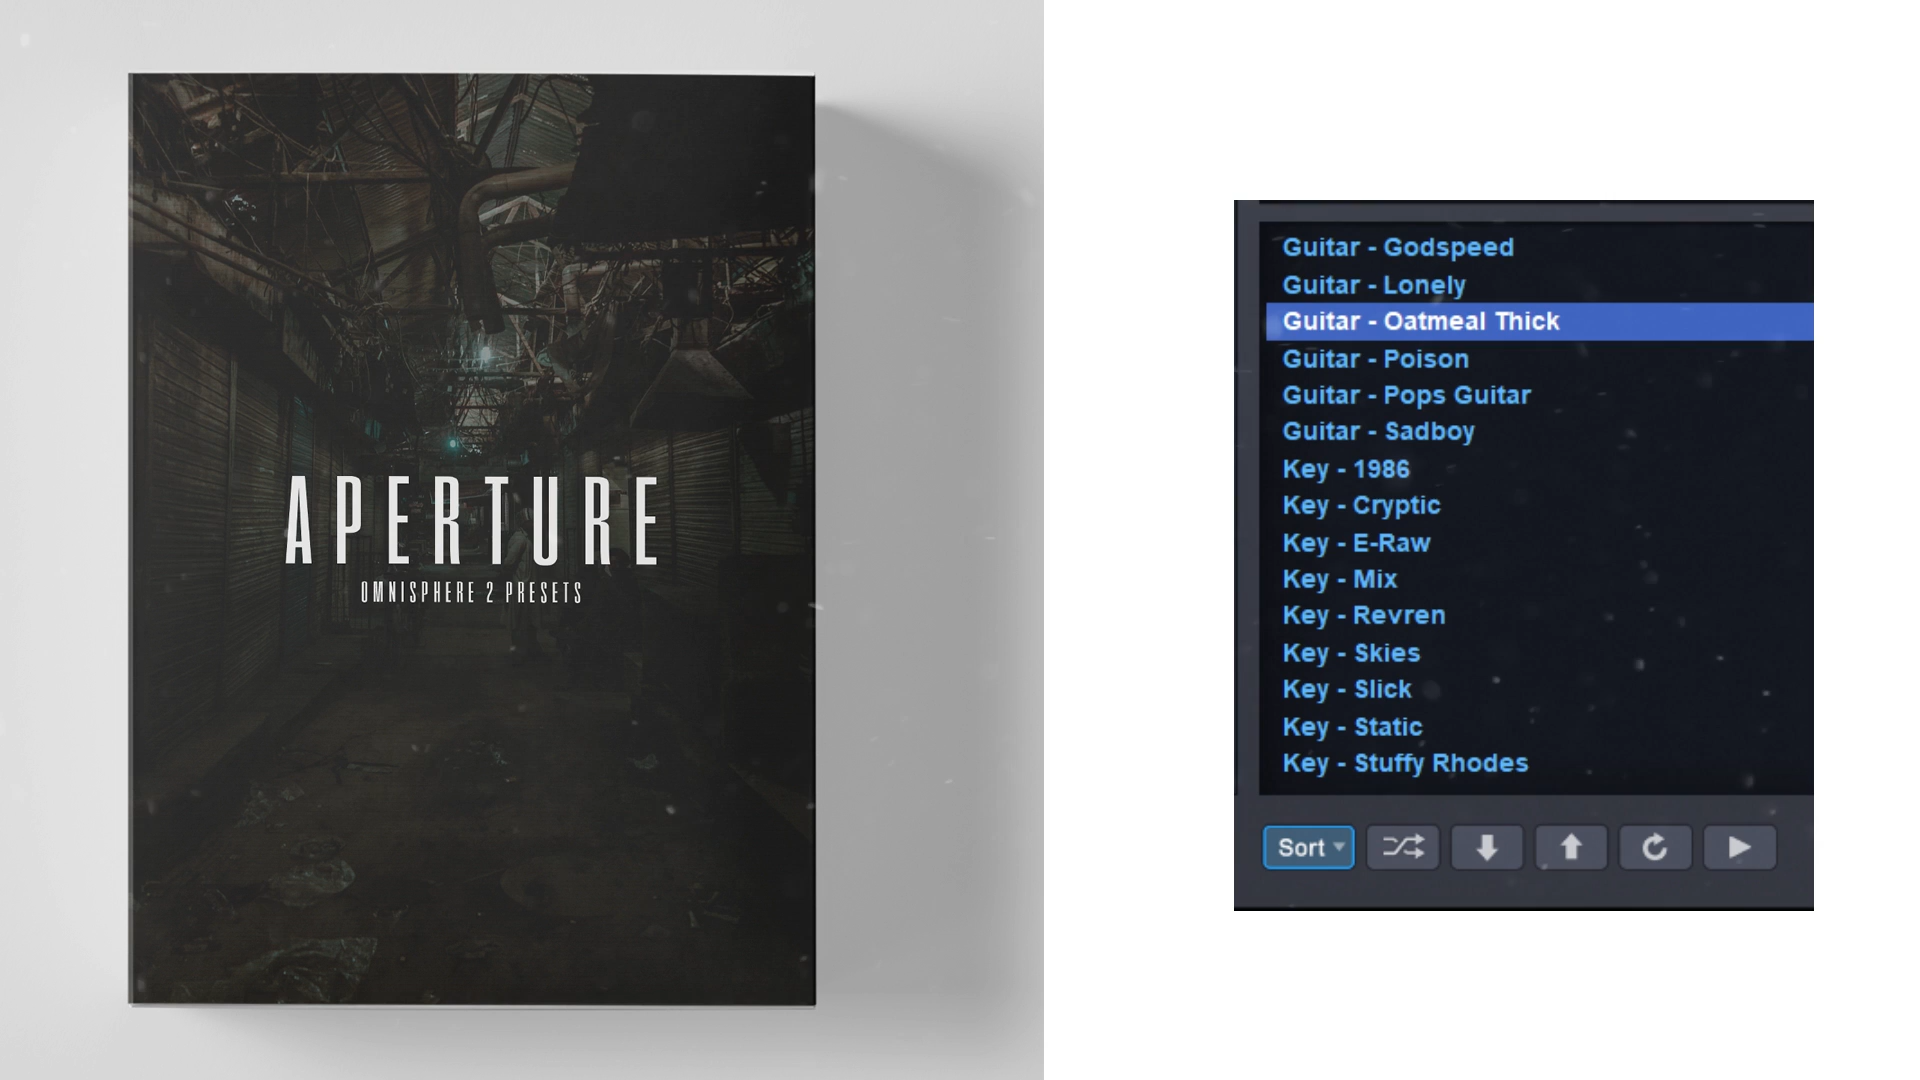 APERTURE
OMNISPHERE 2 PRESETS
Guitar - Godspeed
Guitar - Lonely
Guitar - Oatmeal Thick
Guitar - Poison
Guitar - Pops Guitar
Guitar - Sadboy
Key - 1986
Key - Cryptic
Key - E-Raw
Key - Mix
Key - Revren
Key - Skies
Key - Slick
Key - Static
Key - Stuffy Rhodes
Sort